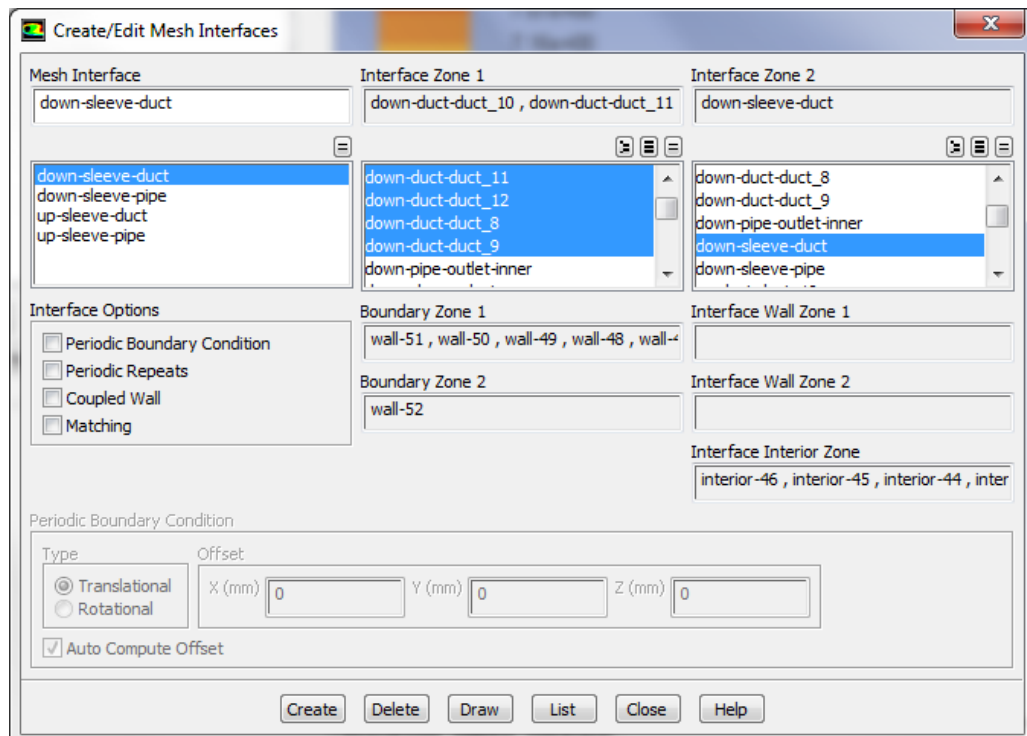 Create/Edit Mesh Interfaces
Mesh Interface
Interface Zone 1
Interface Zone 2
down-sleeve-duct
down-duct-duct_10 , down-duct-duct_11
down-sleeve-duct
down-sleeve-duct
down-sleeve-pipe
up-sleeve-duct
up-sleeve-pipe
down-duct-duct_11
down-duct-duct_12
down-duct-duct_8
down-duct-duct_9
down-pipe-outlet-inner
down-duct-duct_8
down-duct-duct_9
down-pipe-outlet-inner
down-sleeve-duct
down-sleeve-pipe
Interface Options
Periodic Boundary Condition
Periodic Repeats
Coupled Wall
Matching
Boundary Zone 1
wall-51 , wall-50 , wall-49 , wall-48 , wall-4
Boundary Zone 2
wall-52
Interface Wall Zone 1
Interface Wall Zone 2
Interface Interior Zone
interior-46 , interior-45 , interior-44 , inter
Periodic Boundary Condition
Type
Translational
Rotational
Offset
X (mm) 0
Y (mm) 0
Z (mm) 0
Auto Compute Offset
Create Delete Draw List Close Help